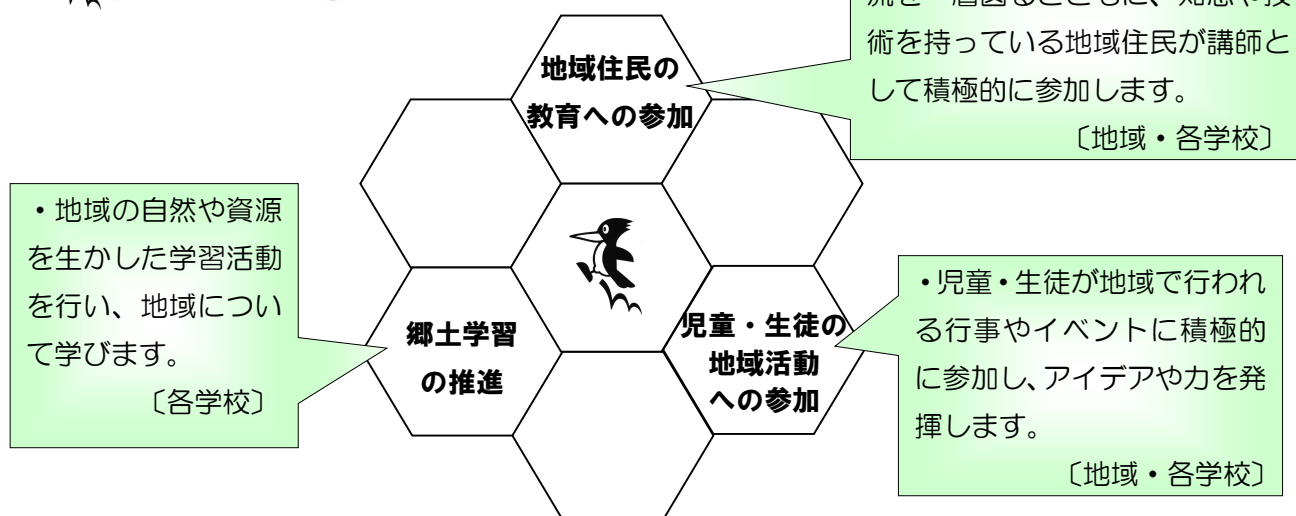 術を持っている地域住民が講師と
して積極的に参加します。
〔地域・各学校〕
地域住民の
教育への参加
・地域の自然や資源
を生かした学習活動
を行い、地域につい
て学びます。
〔各学校〕
郷土学習
の推進
児童・生徒の
地域活動
への参加
・児童・生徒が地域で行われ
る行事やイベントに積極的
に参加し、アイデアや力を発
揮します。
〔地域・各学校〕